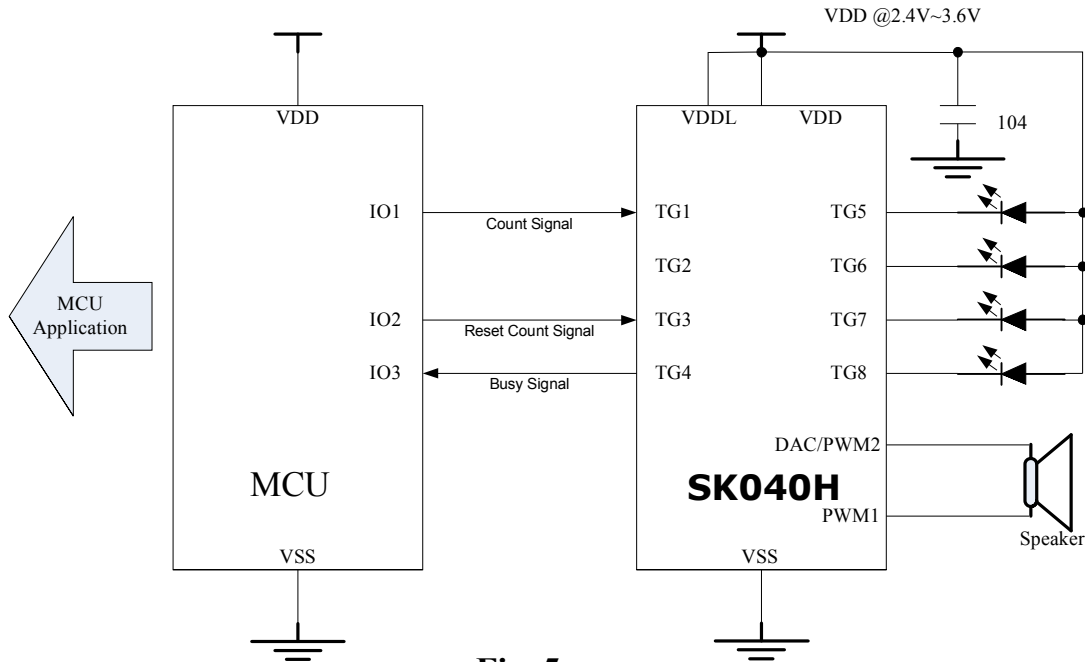 VDD @2.4V~3.6V
VDD
VDDL
VDD
104
IO1
Count Signal
TG1
TG5
TG2
TG6
MCU
Application
IO2
Reset Count Signal
TG3
TG7
IO3
Busy Signal
TG4
TG8
DAC/PWM2
MCU
SK040H
PWM1
Speaker
VSS
VSS